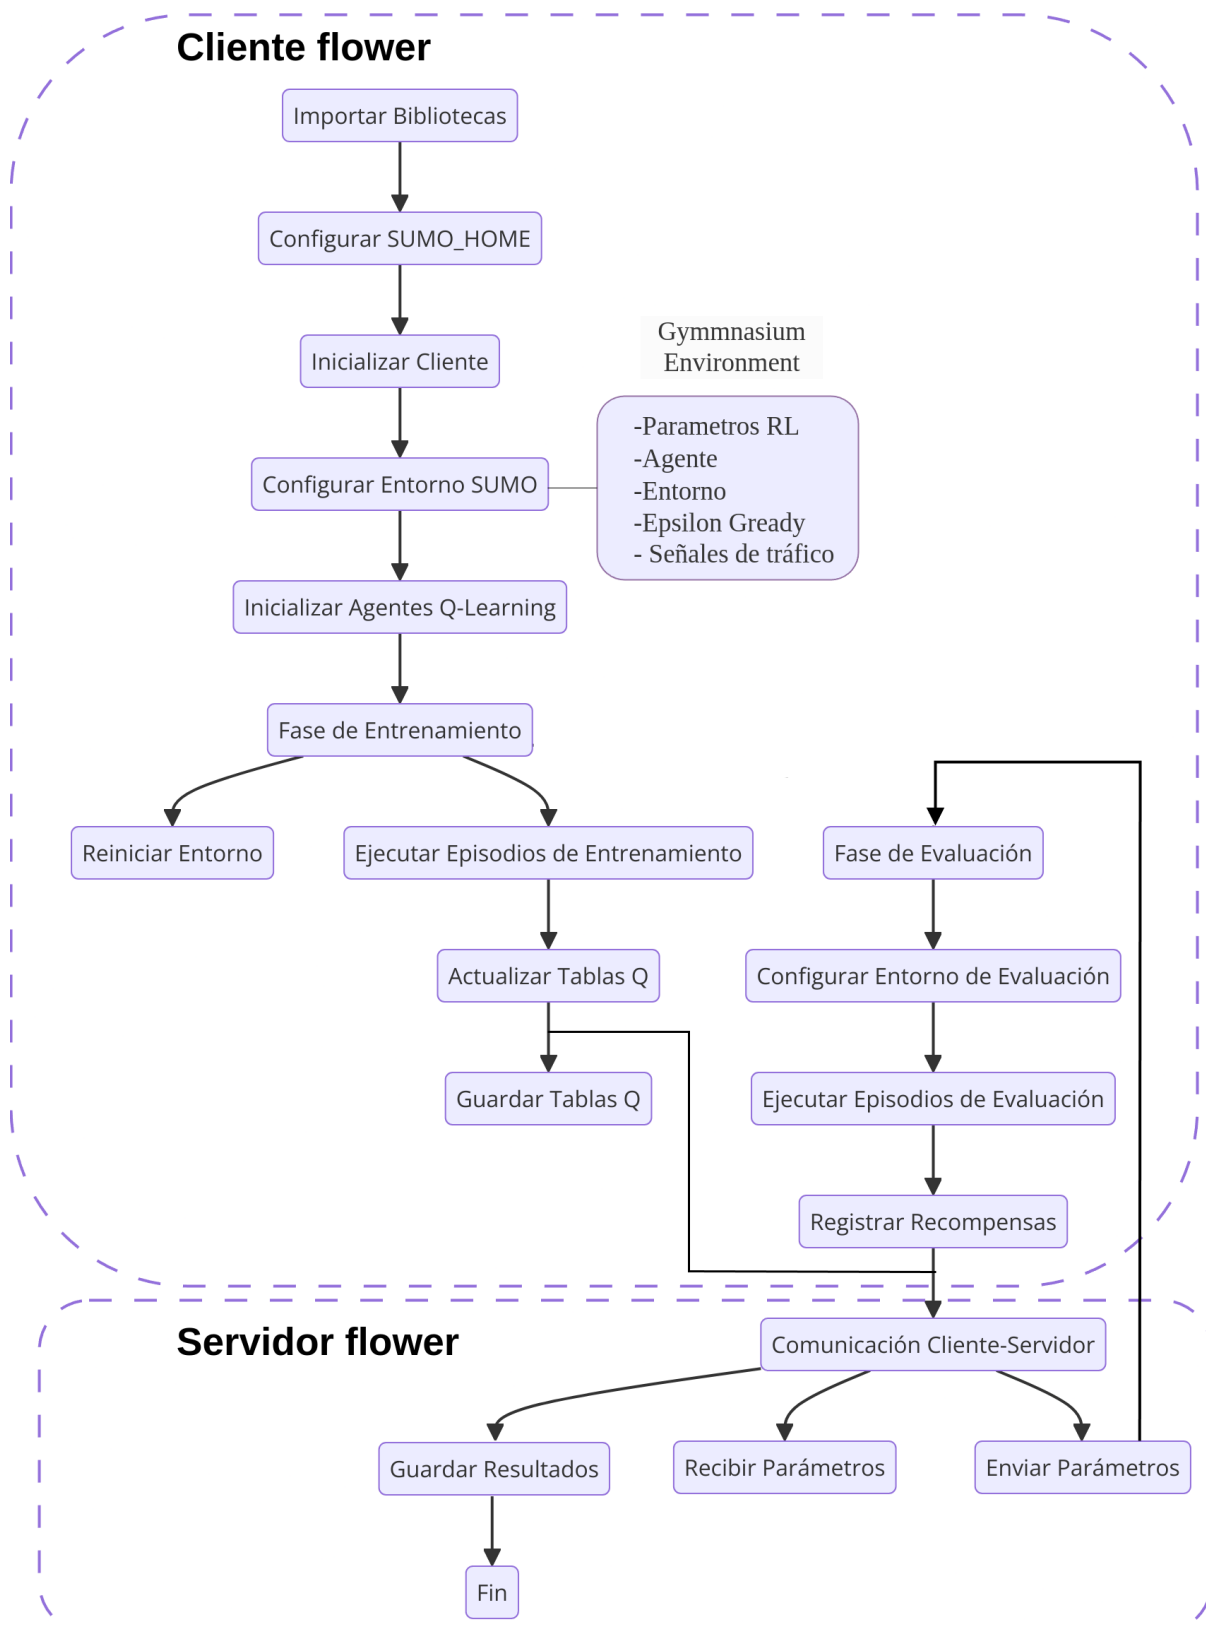 Cliente flower
Importar Bibliotecas
Configurar SUMO_HOME
Inicializar Cliente
Gymmnasium
Environment
Configurar Entorno SUMO
-Parametros RL
-Agente
-Entorno
-Epsilon Gready
- Señales de tráfico
Inicializar Agentes Q-Learning
Fase de Entrenamiento
Reiniciar Entorno
Ejecutar Episodios de Entrenamiento
Fase de Evaluación
Actualizar Tablas Q
Configurar Entorno de Evaluación
Guardar Tablas Q
Ejecutar Episodios de Evaluación
Registrar Recompensas
Servidor flower
Comunicación Cliente-Servidor
Guardar Resultados
Recibir Parámetros
Enviar Parámetros
Fin